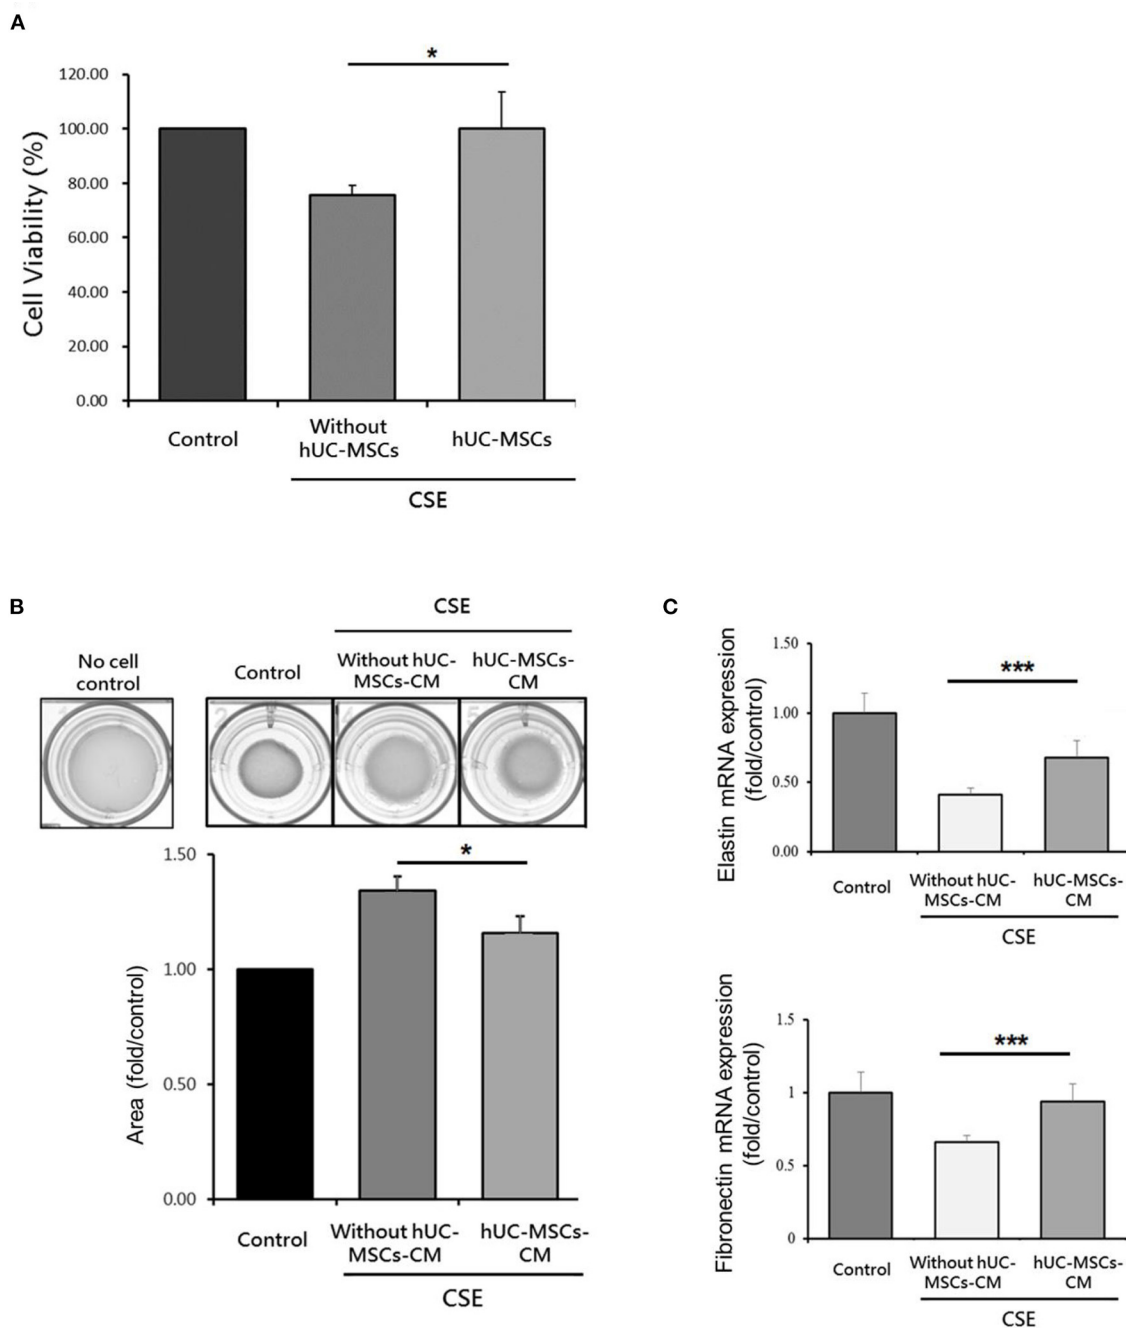 A
*
120.00
100.00
80.00
60.00
40.00
20.00
0.00
Cell Viability (%)
Control
Without
hUC-MSCs
hUC-MSCs
CSE
B
CSE
No cell
control
Control
Without hUC-
MSCs-CM
hUC-MSCs-
CM
2
4
5
*
1.50
1.00
0.50
0.00
Area (fold/control)
Control
Without hUC-
MSCs-CM
hUC-MSCs-
CM
CSE
C
***
1.50
1.00
0.50
0.00
Elastin mRNA expression
(fold/control)
Control
Without hUC-
MSCs-CM
hUC-MSCs-
CM
CSE
***
1.5
1
0.5
0
Fibronectin mRNA expression
(fold/control)
Control
Without hUC-
MSCs-CM
hUC-MSCs-
CM
CSE